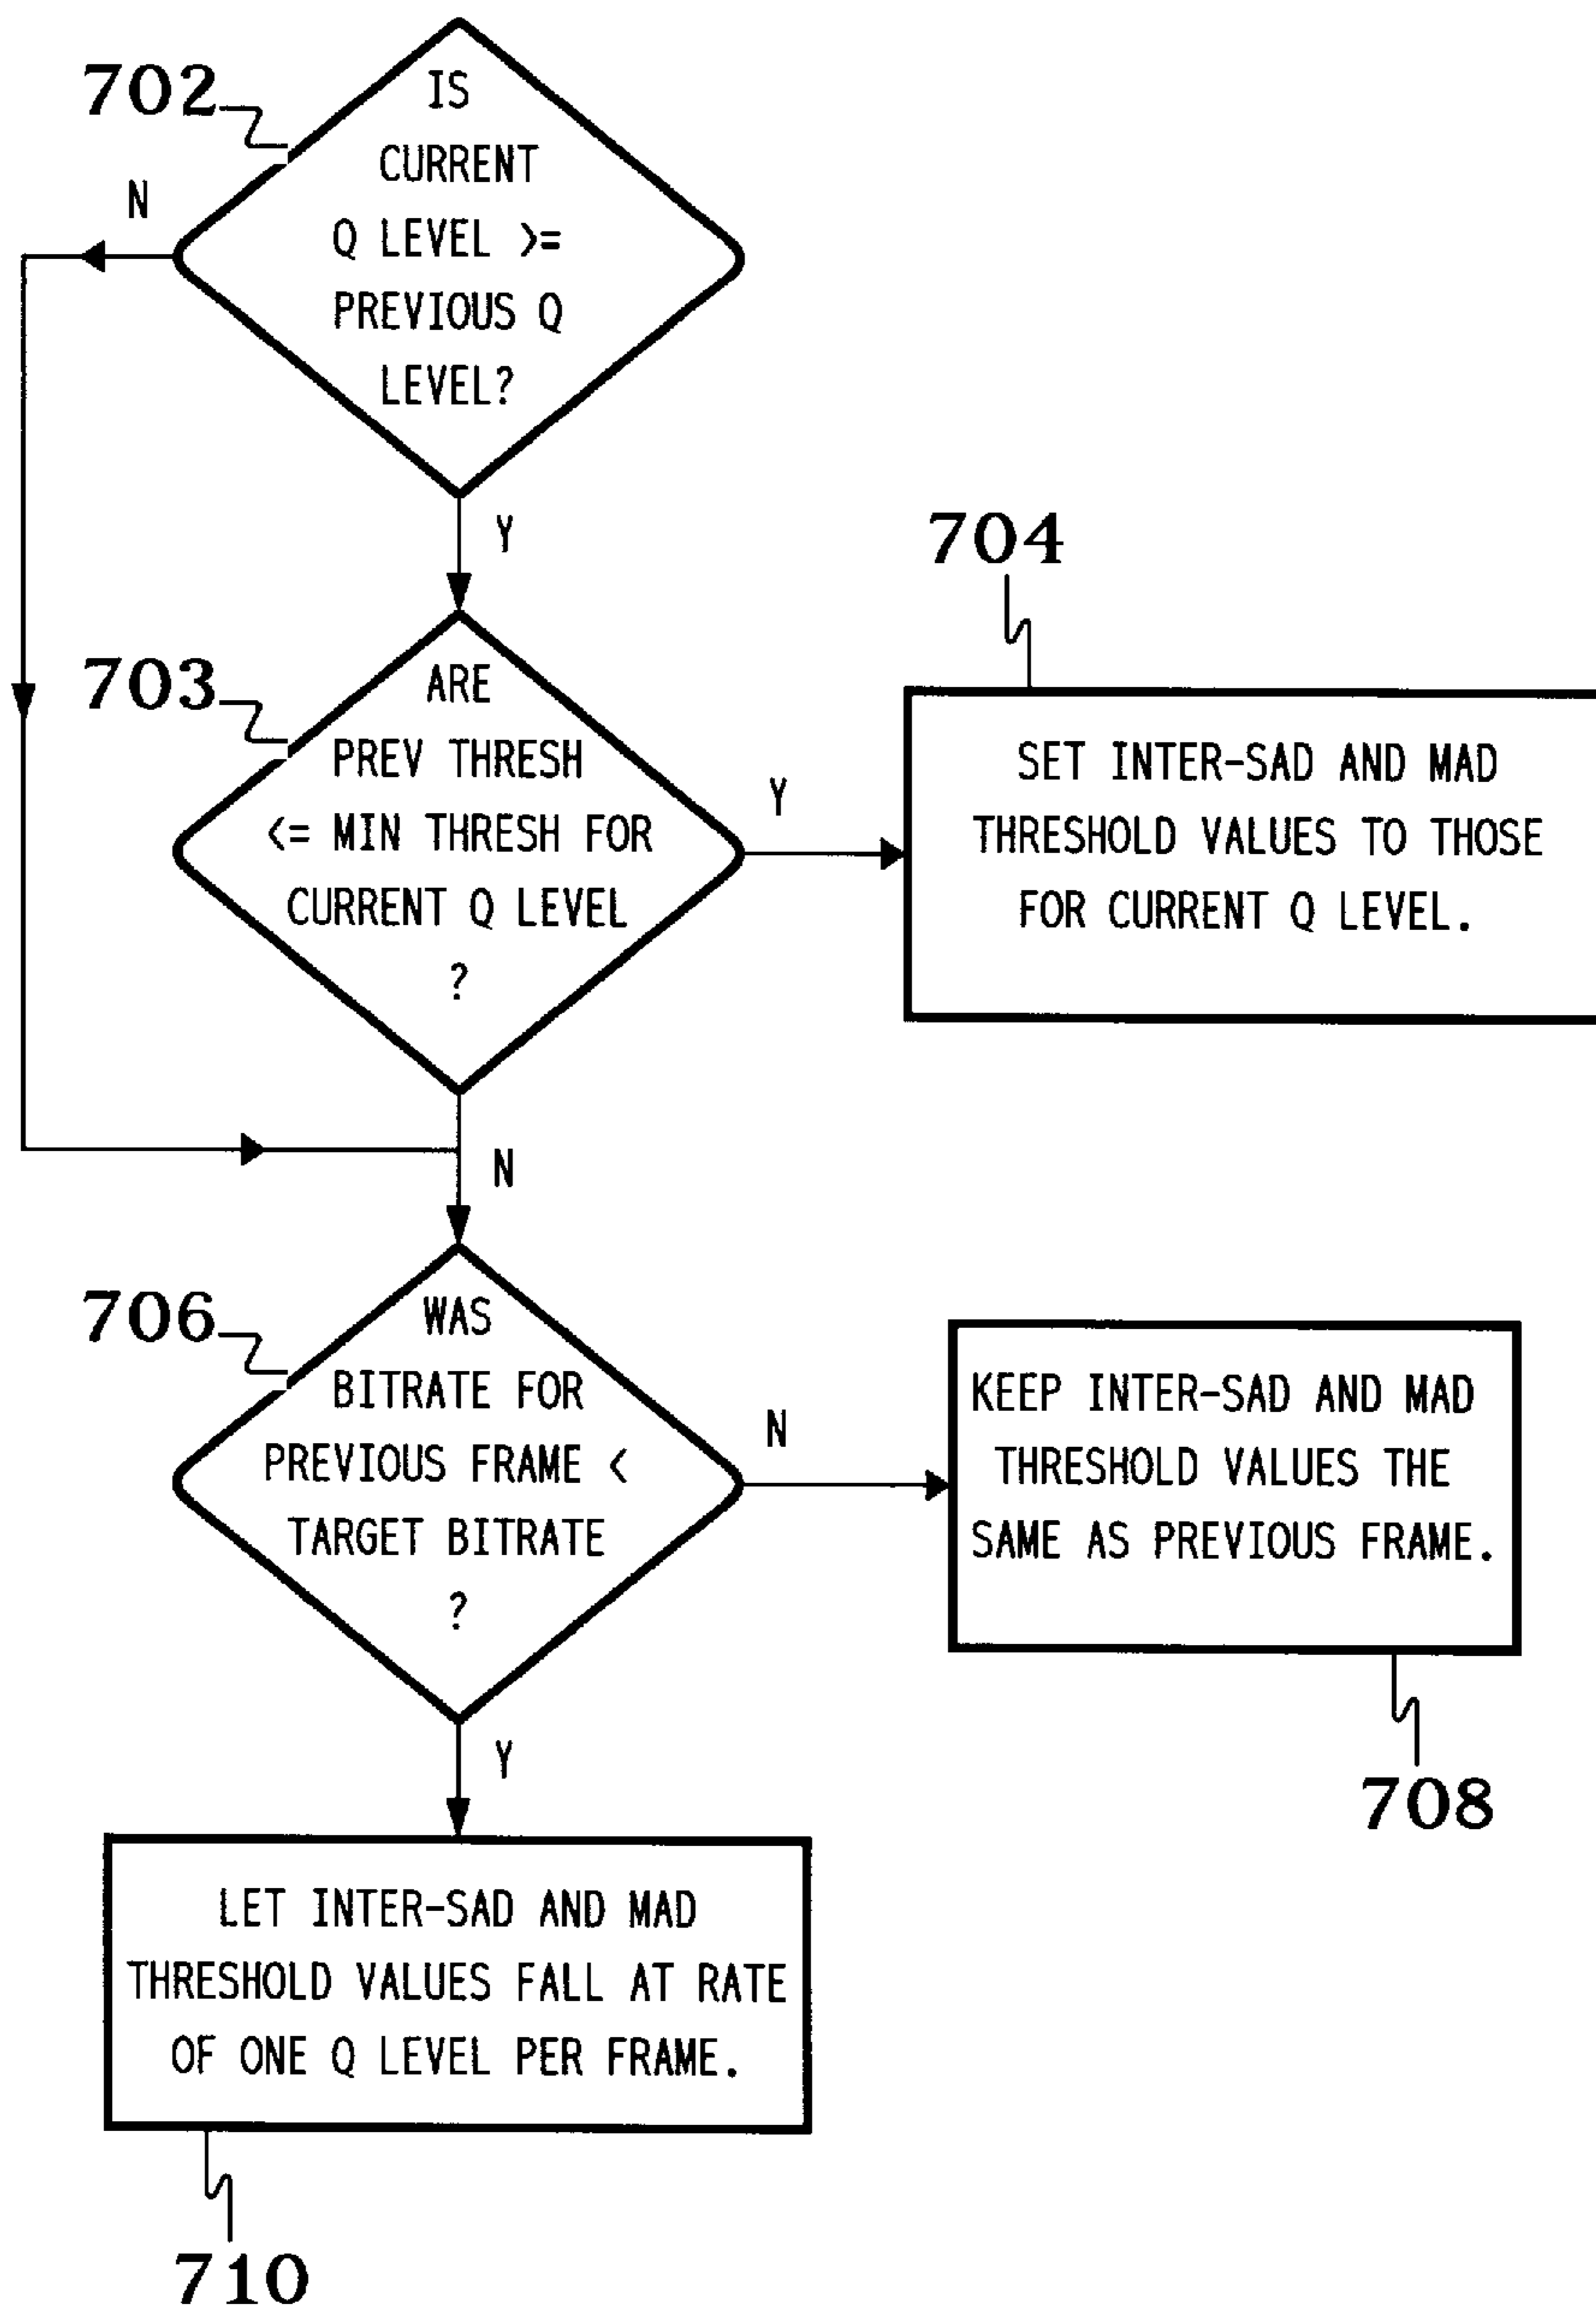 702
IS
CURRENT
Q LEVEL >=
PREVIOUS Q
LEVEL?
N
Y
703
ARE
PREV THRESH
<= MIN THRESH FOR
CURRENT Q LEVEL
?
Y
704
SET INTER-SAD AND MAD
THRESHOLD VALUES TO THOSE
FOR CURRENT Q LEVEL.
N
706
WAS
BITRATE FOR
PREVIOUS FRAME <
TARGET BITRATE
?
N
KEEP INTER-SAD AND MAD
THRESHOLD VALUES THE
SAME AS PREVIOUS FRAME.
708
Y
LET INTER-SAD AND MAD
THRESHOLD VALUES FALL AT RATE
OF ONE Q LEVEL PER FRAME.
710